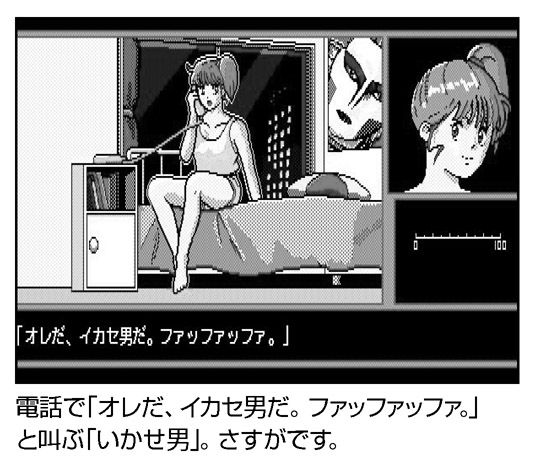 0 100
「オレだ、イカセ男だ。ファッファッファ。」
電話で「オレだ、イカセ男だ。ファッファッファ。」
と叫ぶ「いかせ男」。さすがです。